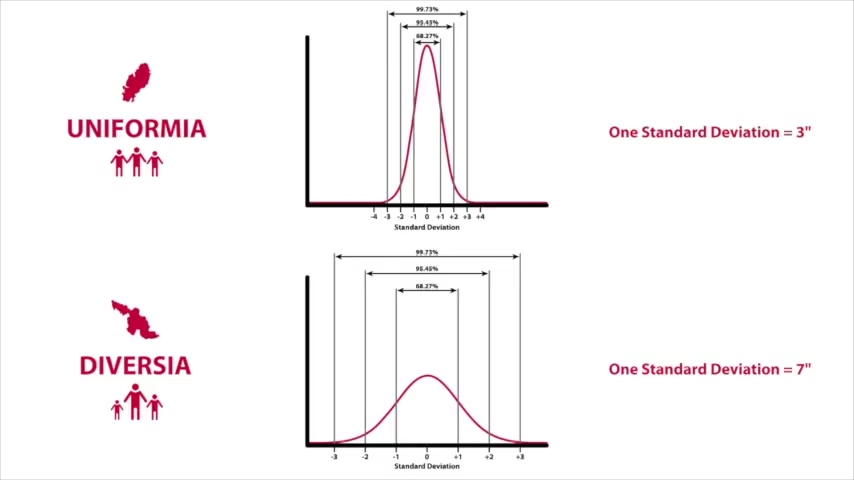 99.73%
95.45%
68.27%
UNIFORMIA
One Standard Deviation = 3"
-4 -3 -2 -1 0 +1 +2 +3 +4
Standard Deviation
99.73%
95.45%
68.27%
DIVERSIA
One Standard Deviation = 7"
-3 -2 -1 0 +1 +2 +3
Standard Deviation